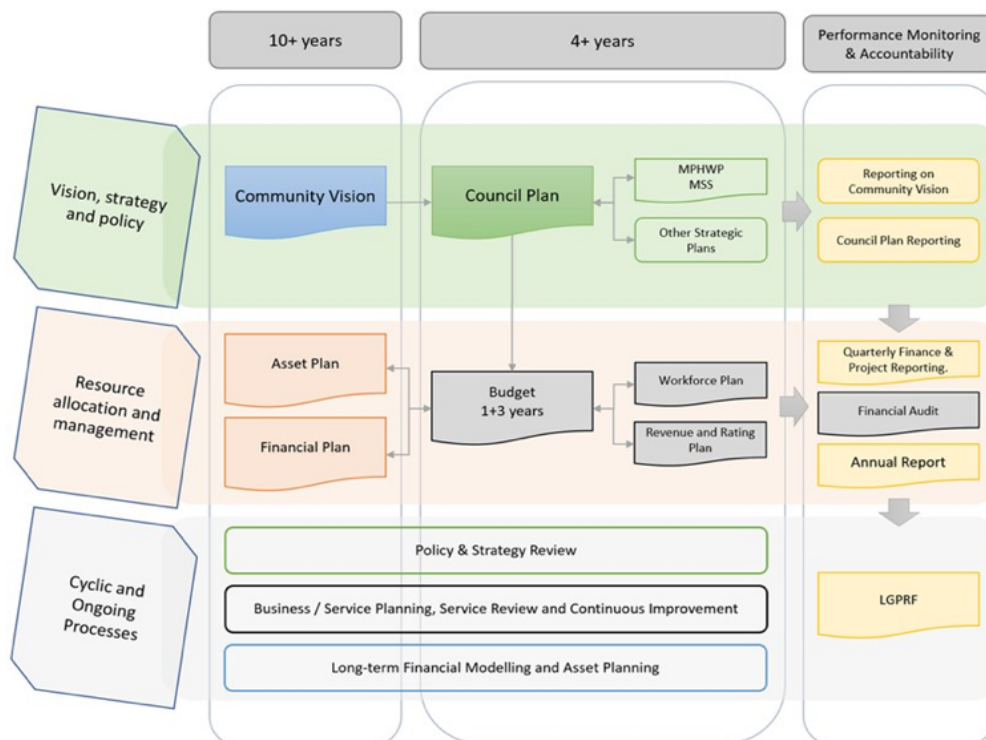 10+ years
4+ years
Performance Monitoring
& Accountability
Vision, strategy
and policy
Community Vision
Council Plan
MPHWP
MSS
Other Strategic
Plans
Reporting on
Community Vision
Council Plan Reporting
Resource
allocation and
management
Asset Plan
Financial Plan
Budget
1+3 years
Workforce Plan
Revenue and Rating
Plan
Quarterly Finance &
Project Reporting.
Financial Audit
Annual Report
Cyclic and
Ongoing
Processes
Policy & Strategy Review
Business / Service Planning, Service Review and Continuous Improvement
Long-term Financial Modelling and Asset Planning
LGPRF